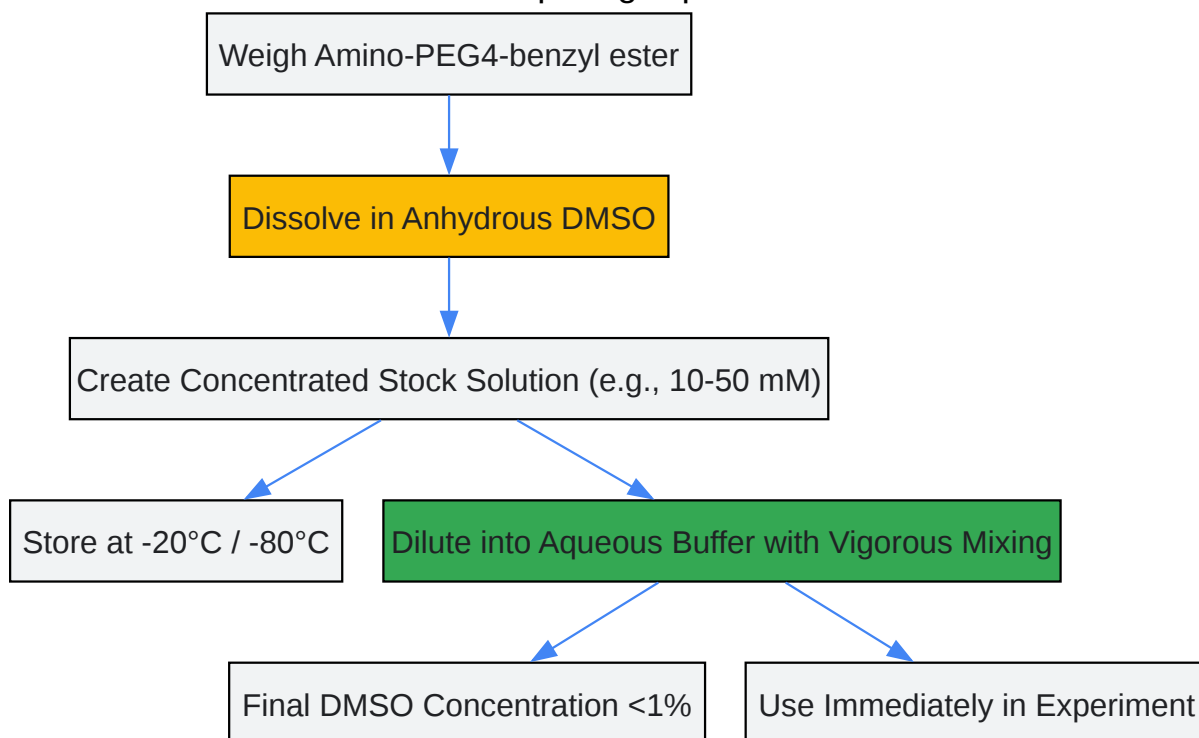 Weigh Amino-PEG4-benzyl ester
Dissolve in Anhydrous DMSO
Create Concentrated Stock Solution (e.g., 10-50 mM)
Store at -20°C / -80°C
Dilute into Aqueous Buffer with Vigorous Mixing
Final DMSO Concentration <1%
Use Immediately in Experiment